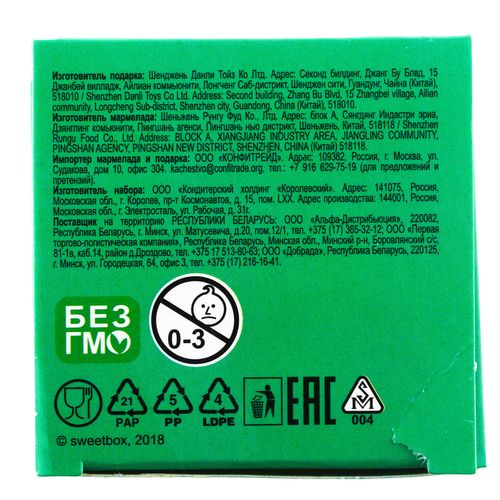 Изготовитель подарка: Шенджень Данли Тойз Ко Лтд. Адрес: Секонд билдинг, Джанг Бу Блвд, 15
Джанбей вилладж, Айлиан коммьюнити, Лонгченг Саб-дистрикт, Шенджен сити, Гуандунг, Чайна (Китай),
518010 / Shenzhen Danli Toys Co Ltd, Address: Second building, Zhang Bu Blvd, 15 Zhangbei village, Ailian
community, Longcheng Sub-district, Shenzhen city, Guandong, China (Китай), 518010.
Изготовитель мармелада: Шеньжень Рунгу Фуд Ко., Лтд. Адрес: блок А, Сянгдянг Индастри эриа,
Дзянглинг комьюнити, Пингшань агенси, Пингшань нью дистрикт, Шеньжень, Китай, 518118 / Shenzhen
Rungu Food Co., Ltd. Address: BLOCK A, XIANGJIANG INDUSTRY AREA, JIANGLING COMMUNITY,
PINGSHAN AGENCY, PINGSHAN NEW DISTRICT, SHENZHEN, CHINA (Китай) 518118.
Импортер мармелада и подарка: ООО «КОНФИТРЕЙД». Адрес: 109382, Россия, г. Москва, ул.
Судакова, дом 10, офис 304. kachestvo@confitrade.org. тел.: +7 916 629-75-19 (для предложений и
претензий).
Изготовитель набора: ООО «Кондитерский холдинг «Королевский». Адрес: 141075, Россия,
Московская область, г. Королев, пр-т Космонавтов, д. 15, пом. LXX. Адрес производства: 144001, Россия,
Московская область, г. Электросталь, ул. Рабочая, д. 31г.
Поставщик на территорию РЕСПУБЛИКИ БЕЛАРУСЬ: ООО «Альфа-Дистрибьюция», 220082,
Республика Беларусь, г. Минск, ул. Матусевича, д.20, пом.12/1, тел: +375 (17) 365-32-12; ООО «Первая
торгово-логистическая компания», Республика Беларусь, Минская обл., Минский р-н, Боровлянский с/с,
81-1в, каб.14, район д.Дроздово, тел:+375 17 513-80-63; ООО «Добрада», Республика Беларусь, 220125,
г. Минск, ул. Городецкая, 64, офис 3, тел: +375 (17) 216-16-41.
БЕЗ
ГМО
0-3
21
PAP
5
PP
4
LDPE
EAC
SM
004
© sweetbox, 2018